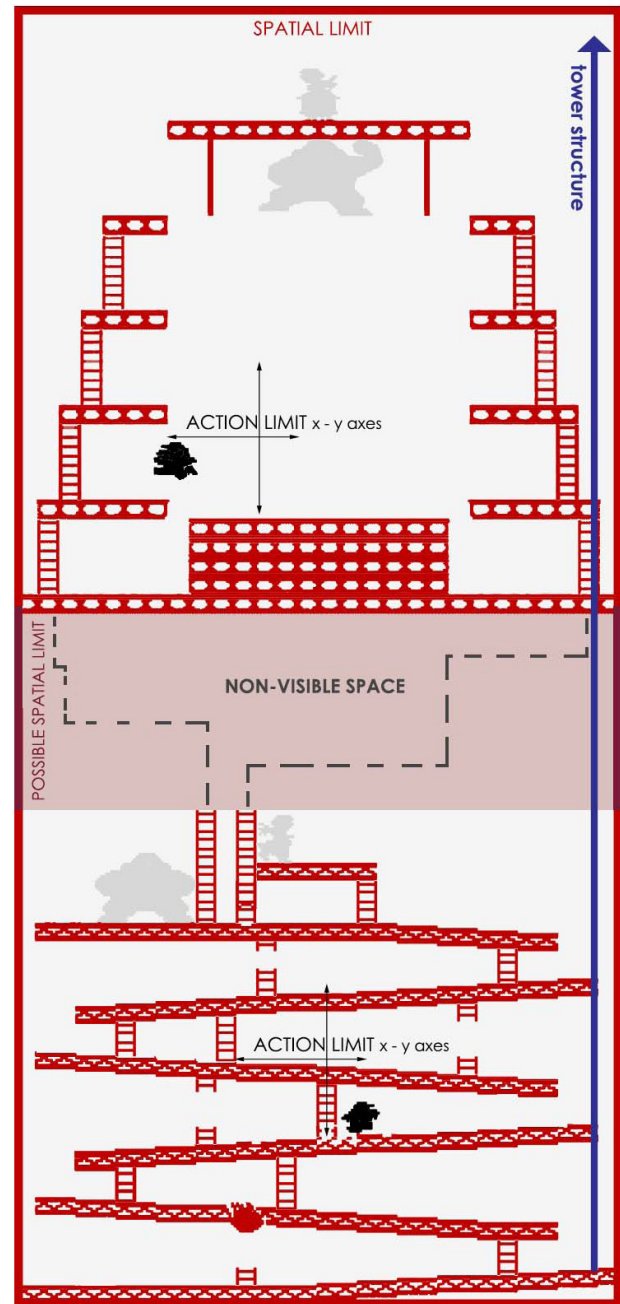 SPATIAL LIMIT
tower structure
ACTION LIMIT x - y axes
POSSIBLE SPATIAL LIMIT
NON-VISIBLE SPACE
ACTION LIMIT x - y axes